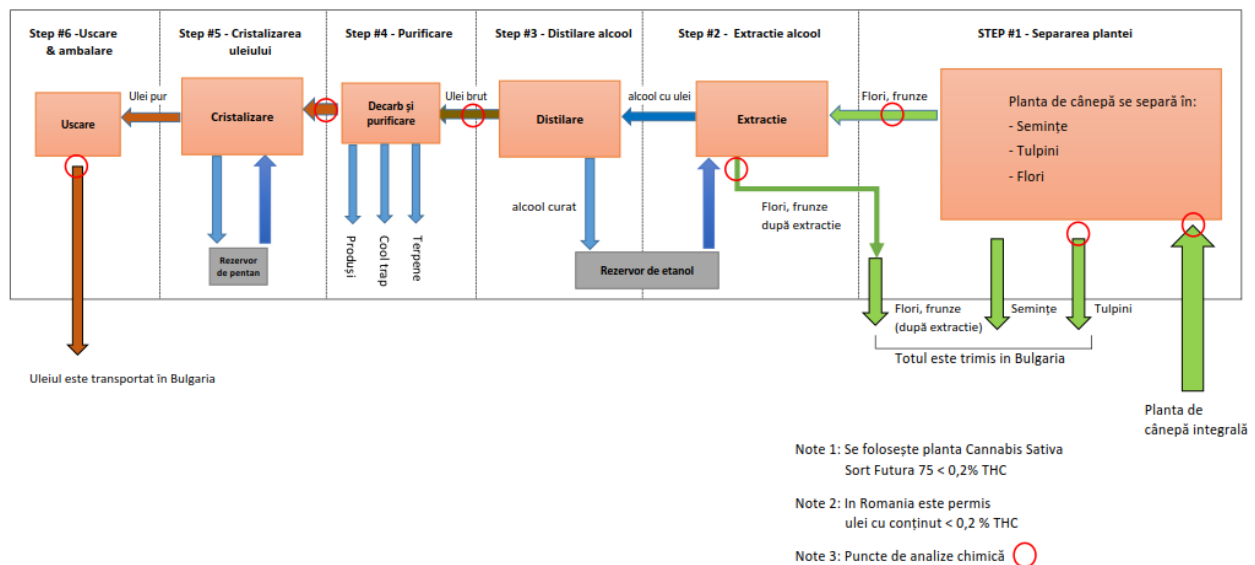 Step #6 -Uscare
& ambalare
Step #5 - Cristalizarea
uleiului
Step #4 - Purificare
Step #3 - Distilare alcool
Step #2 - Extractie alcool
STEP #1 - Separarea plantei
Uscare
Ulei pur
Cristalizare
Decarb și
purificare
Ulei brut
Distilare
alcool cu ulei
Extractie
Flori, frunze
Planta de cânepă se separă în:
- Semințe
- Tulpini
- Flori
Rezervor
de pentan
Produși
Cool trap
Terpene
alcool curat
Rezervor de etanol
Flori, frunze
după extractie
Flori, frunze
(după extractie)
Semințe
Tulpini
Totul este trimis in Bulgaria
Uleiul este transportat în Bulgaria
Planta de
cânepă integrală
Note 1: Se folosește planta Cannabis Sativa
Sort Futura 75 < 0,2% THC
Note 2: In Romania este permis
ulei cu conținut < 0,2 % THC
Note 3: Puncte de analize chimică